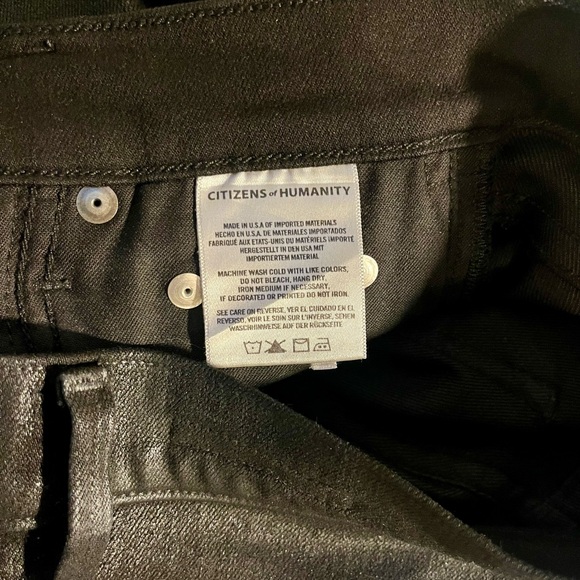 CITIZENS of HUMANITY
MADE IN U.S.A OF IMPORTED MATERIALS
HECHO EN U.S.A. DE MATERIALES IMPORTADOS
FABRIQUÉ AUX ETATS-UNIS DU MATÉRIELS IMPORTÉ
HERGESTELLT IN DEN USA MIT
IMPORTIERTEM MATERIAL
MACHINE WASH COLD WITH LIKE COLORS,
DO NOT BLEACH, HANG DRY.
IRON MEDIUM IF NECESSARY,
IF DECORATED OR PRINTED DO NOT IRON.
SEE CARE ON REVERSE, VER EL CUIDADO EN EL
REVERSO, VOIR LE SOIN SUR L'INVERSE, SEHEN
WASCHHINWEISE AUF DER RÜCKSEITE